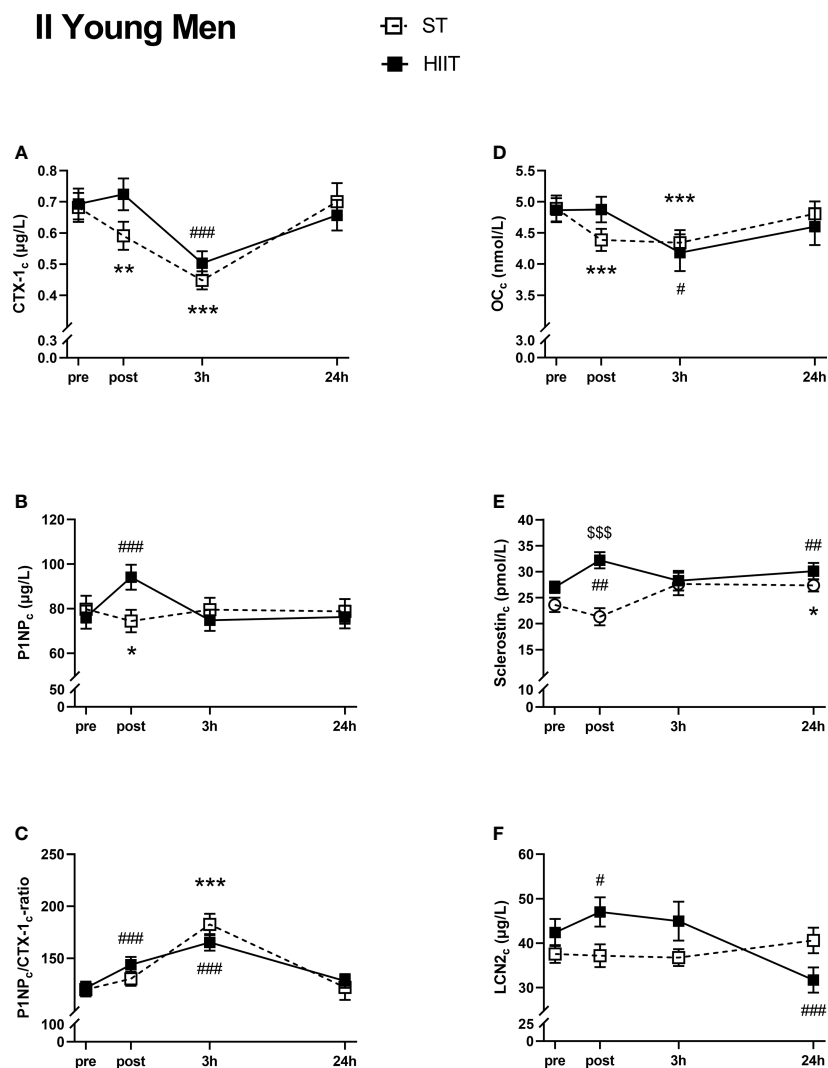 II Young Men
ST
HIIT
A
CTX-1c (µg/L)
0.8
0.7
0.6
0.5
0.4
0.3
0.0
###
**
***
pre post 3h 24h
D
OCc (nmol//L)
5.5
5.0
4.5
4.0
3.5
3.0
0.0
***
***
#
pre post 3h 24h
B
P1NPc (µg/L)
120
100
80
60
50
0
###
*
pre post 3h 24h
E
Sclerostinc (pmol/L)
40
35
30
25
20
15
10
0
$$$
##
##
*
pre post 3h 24h
C
P1NPc/CTX-1c-ratio
250
200
150
100
0
***
###
###
pre post 3h 24h
F
LCN2c (µg/L)
60
50
40
30
25
0
#
###
pre post 3h 24h